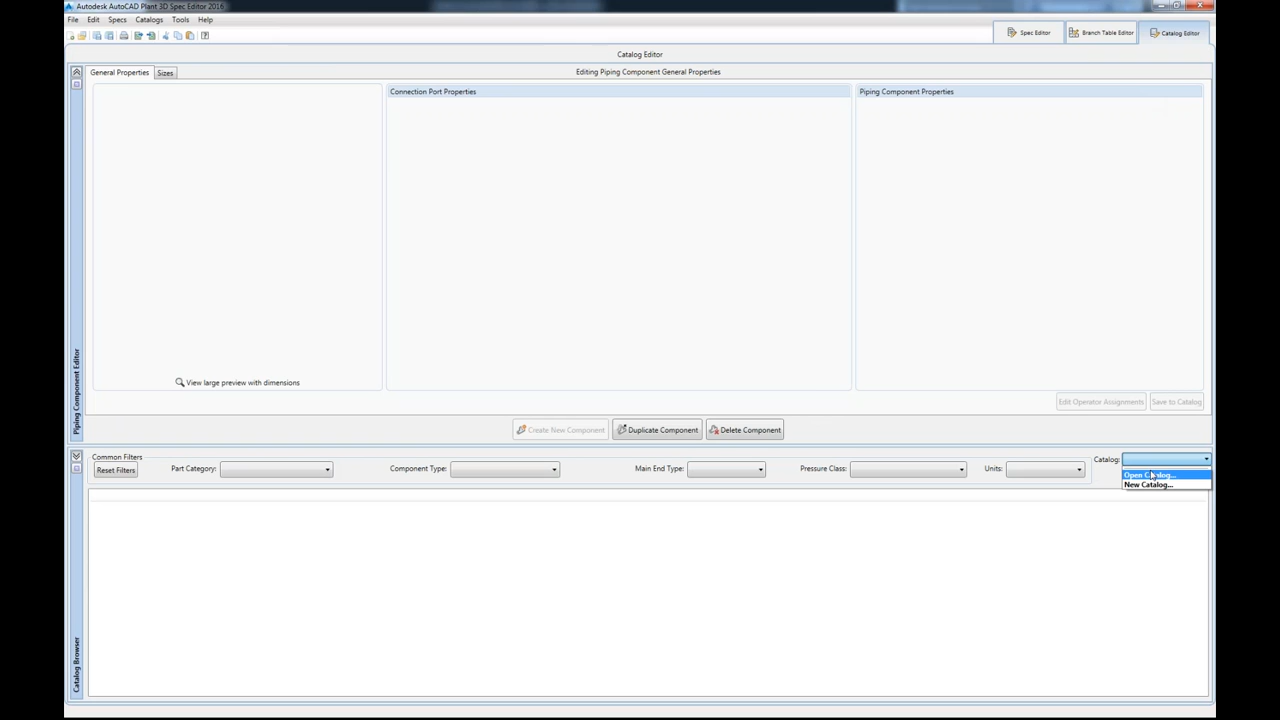 Autodesk AutoCAD Plant 3D Spec Editor 2016
File Edit Specs Catalogs Tools Help
Spec Editor Branch Table Editor Catalog Editor
Catalog Editor
General Properties Sizes Editing Piping Component General Properties
Connection Port Properties Piping Component Properties
Piping Component Editor
View large preview with dimensions
Edit Operator Assignments Save to Catalog
Create New Component Duplicate Component Delete Component
Common Filters
Reset Filters Part Category: Component Type: Main End Type: Pressure Class: Units: Catalog:
Open Catalog...
New Catalog...
Catalog Browser